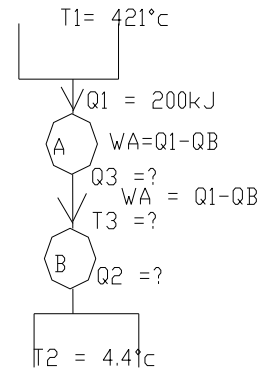 T1= 421°c
Q1 = 200kJ
A
WA=Q1-QB
Q3 =?
WA = Q1-QB
T3 =?
B
Q2 =?
T2 = 4.4°c